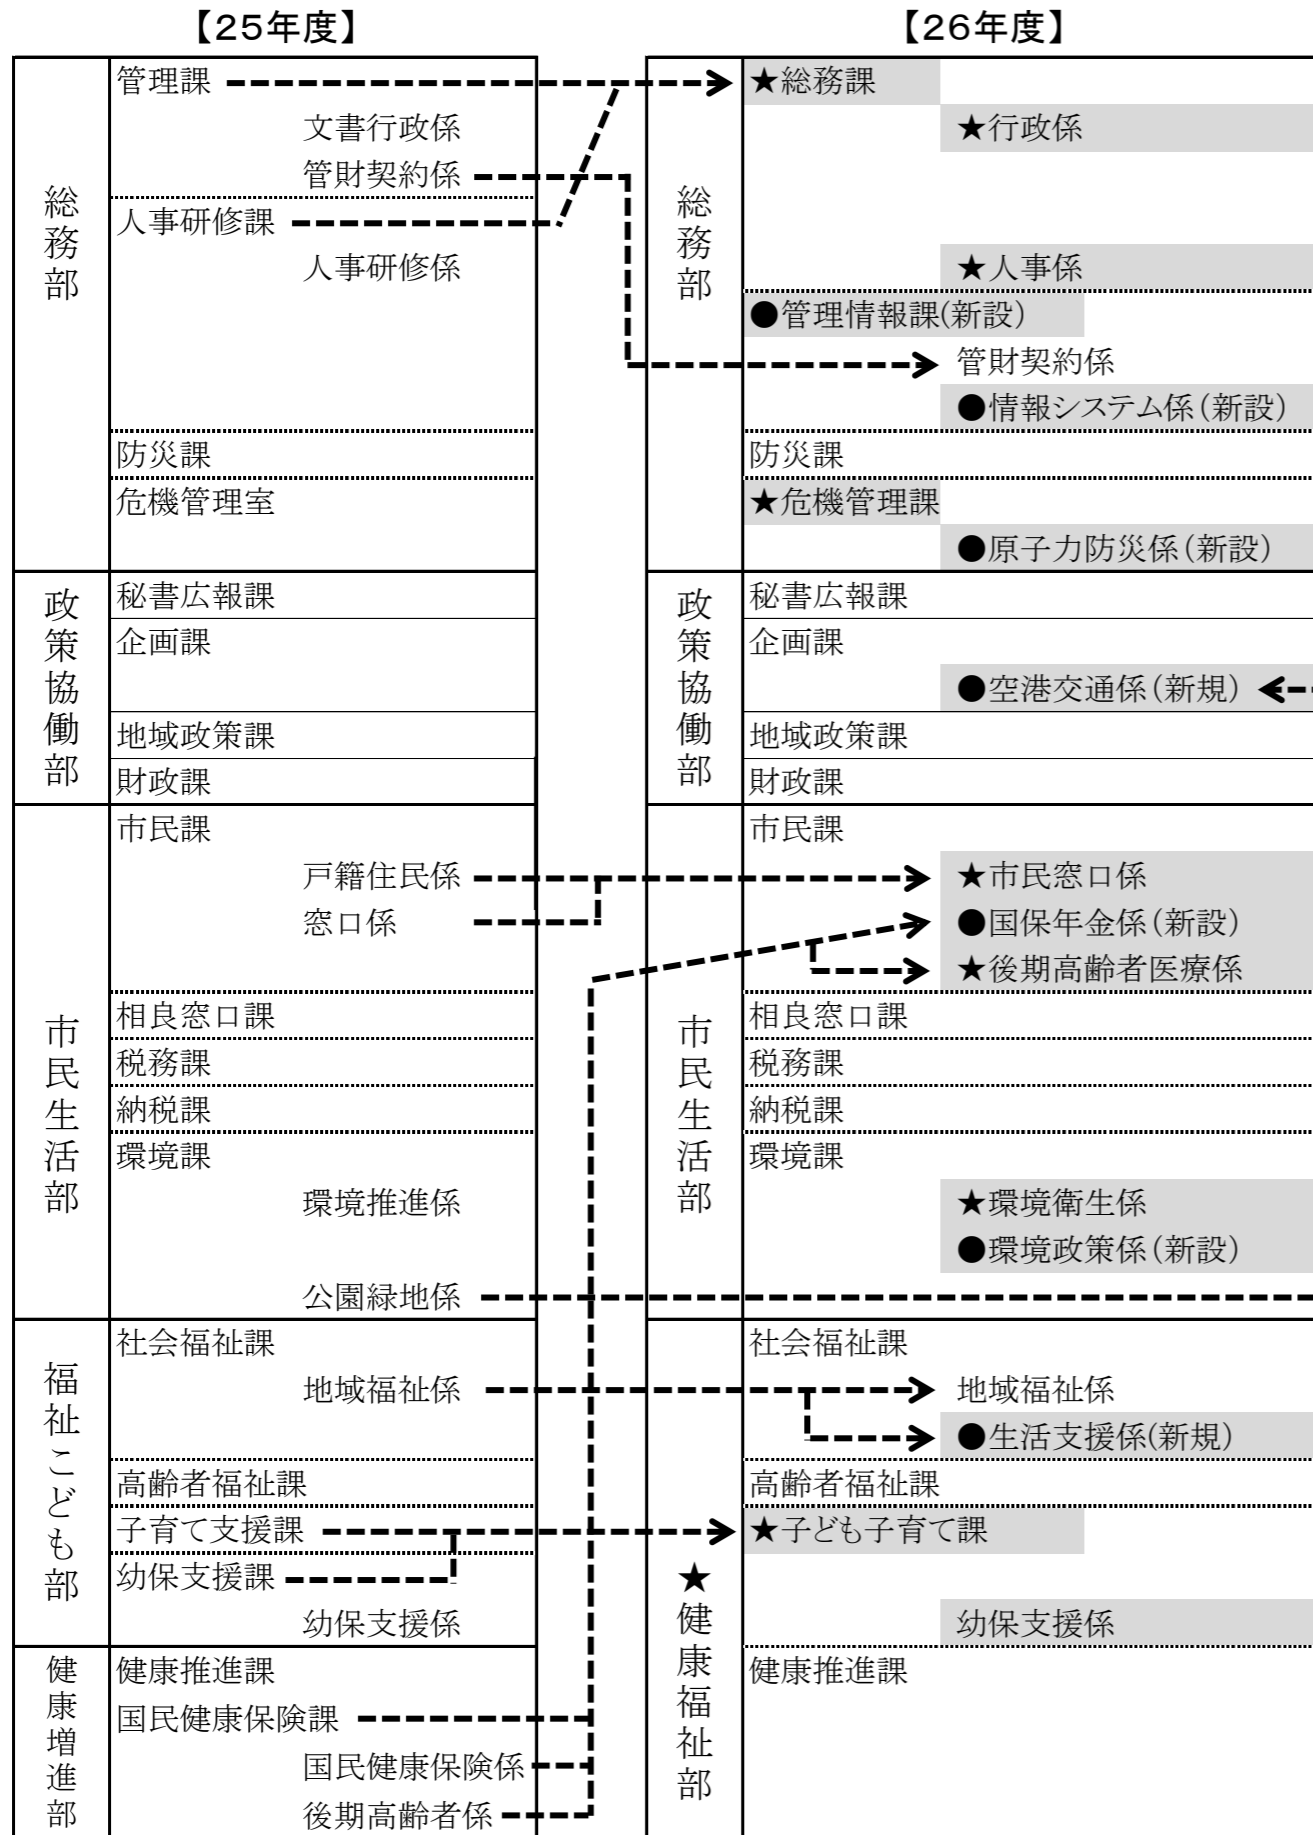 【25年度】
総務部
管理課
文書行政係
管財契約係
人事研修課
人事研修係
防災課
危機管理室
政策協働部
秘書広報課
企画課
地域政策課
財政課
市民生活部
市民課
戸籍住民係
窓口係
相良窓口課
税務課
納税課
環境課
環境推進係
公園緑地係
福祉こども部
社会福祉課
地域福祉係
高齢者福祉課
子育て支援課
幼保支援課
幼保支援係
健康増進部
健康推進課
国民健康保険課
国民健康保険係
後期高齢者係
【26年度】
総務部
★総務課
★行政係
★人事係
●管理情報課(新設)
管財契約係
●情報システム係(新設)
防災課
★危機管理課
●原子力防災係(新設)
政策協働部
秘書広報課
企画課
●空港交通係(新規)
地域政策課
財政課
市民生活部
市民課
★市民窓口係
●国保年金係(新設)
★後期高齢者医療係
相良窓口課
税務課
納税課
環境課
★環境衛生係
●環境政策係(新設)
★健康福祉部
社会福祉課
地域福祉係
●生活支援係(新規)
高齢者福祉課
★子ども子育て課
幼保支援係
健康推進課